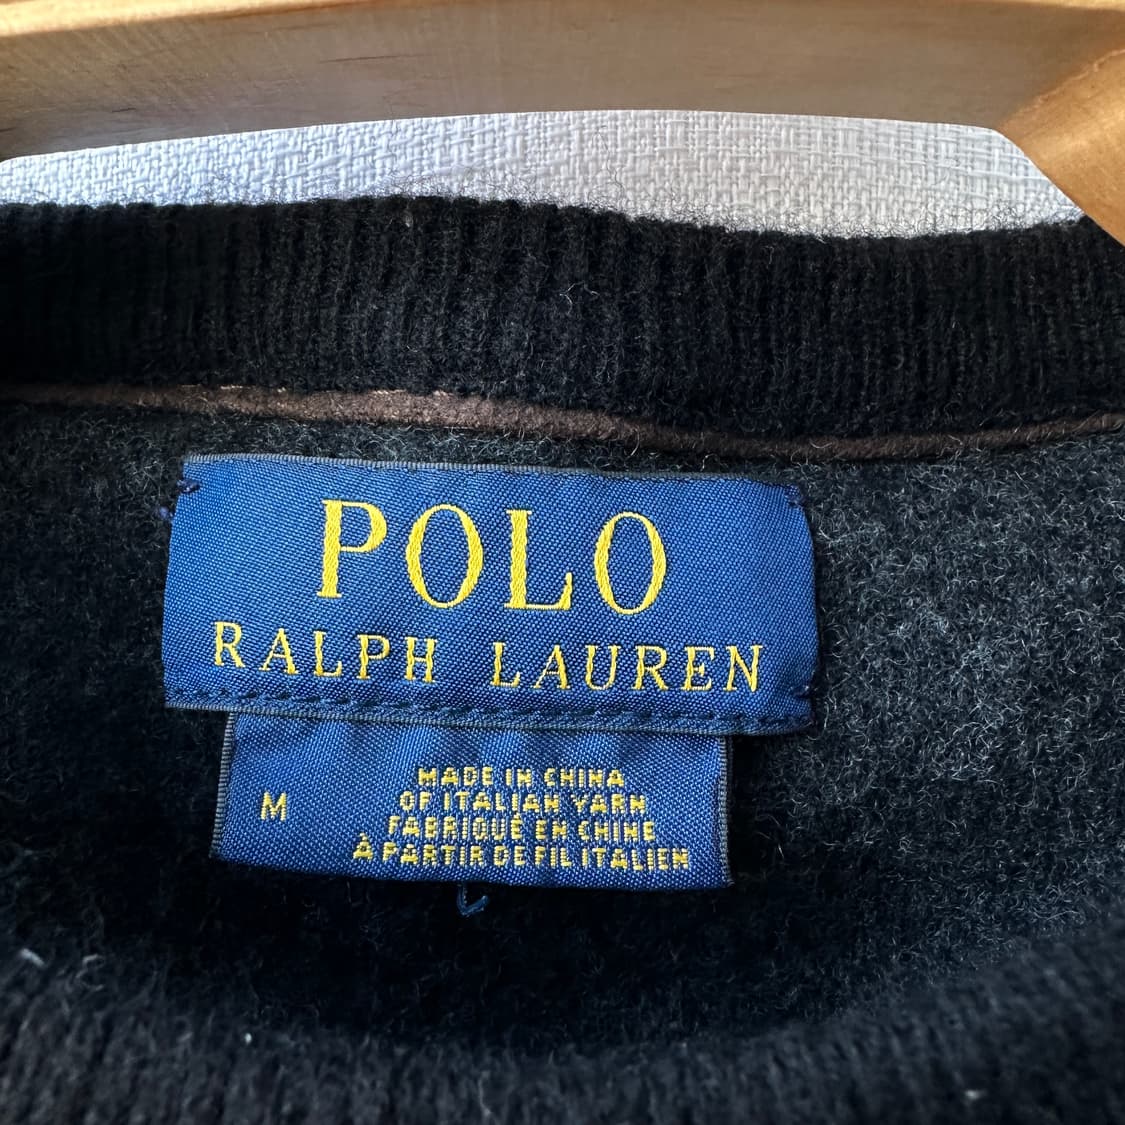 POLO
RALPH LAUREN
M
MADE IN CHINA
OF ITALIAN YARN
FABRIQUÉ EN CHINE
À PARTIR DE FIL ITALIEN